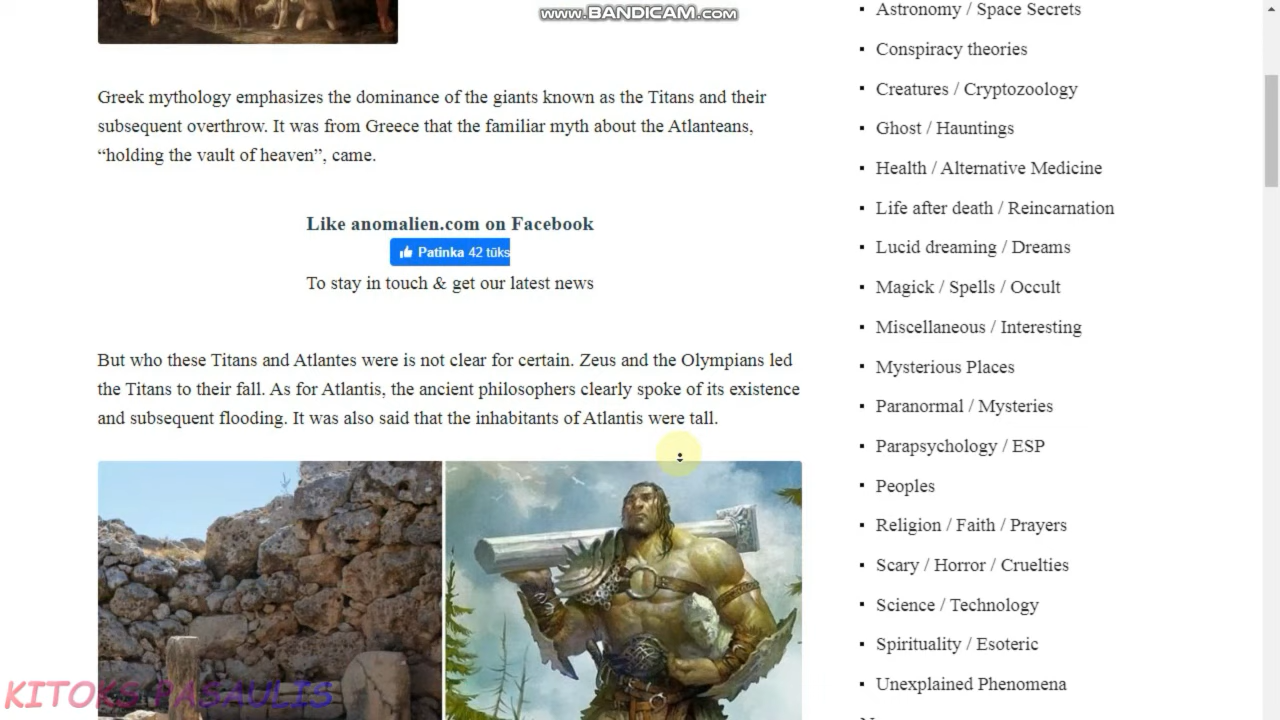 www.BANDICAM.com
Greek mythology emphasizes the dominance of the giants known as the Titans and their
subsequent overthrow. It was from Greece that the familiar myth about the Atlanteans,
“holding the vault of heaven”, came.
Like anomalien.com on Facebook
Patinka 42 tūks
To stay in touch & get our latest news
But who these Titans and Atlantes were is not clear for certain. Zeus and the Olympians led
the Titans to their fall. As for Atlantis, the ancient philosophers clearly spoke of its existence
and subsequent flooding. It was also said that the inhabitants of Atlantis were tall.
KITOKS PASAULIS
Astronomy / Space Secrets
Conspiracy theories
Creatures / Cryptozoology
Ghost / Hauntings
Health / Alternative Medicine
Life after death / Reincarnation
Lucid dreaming / Dreams
Magick / Spells / Occult
Miscellaneous / Interesting
Mysterious Places
Paranormal / Mysteries
Parapsychology / ESP
Peoples
Religion / Faith / Prayers
Scary / Horror / Cruelties
Science / Technology
Spirituality / Esoteric
Unexplained Phenomena